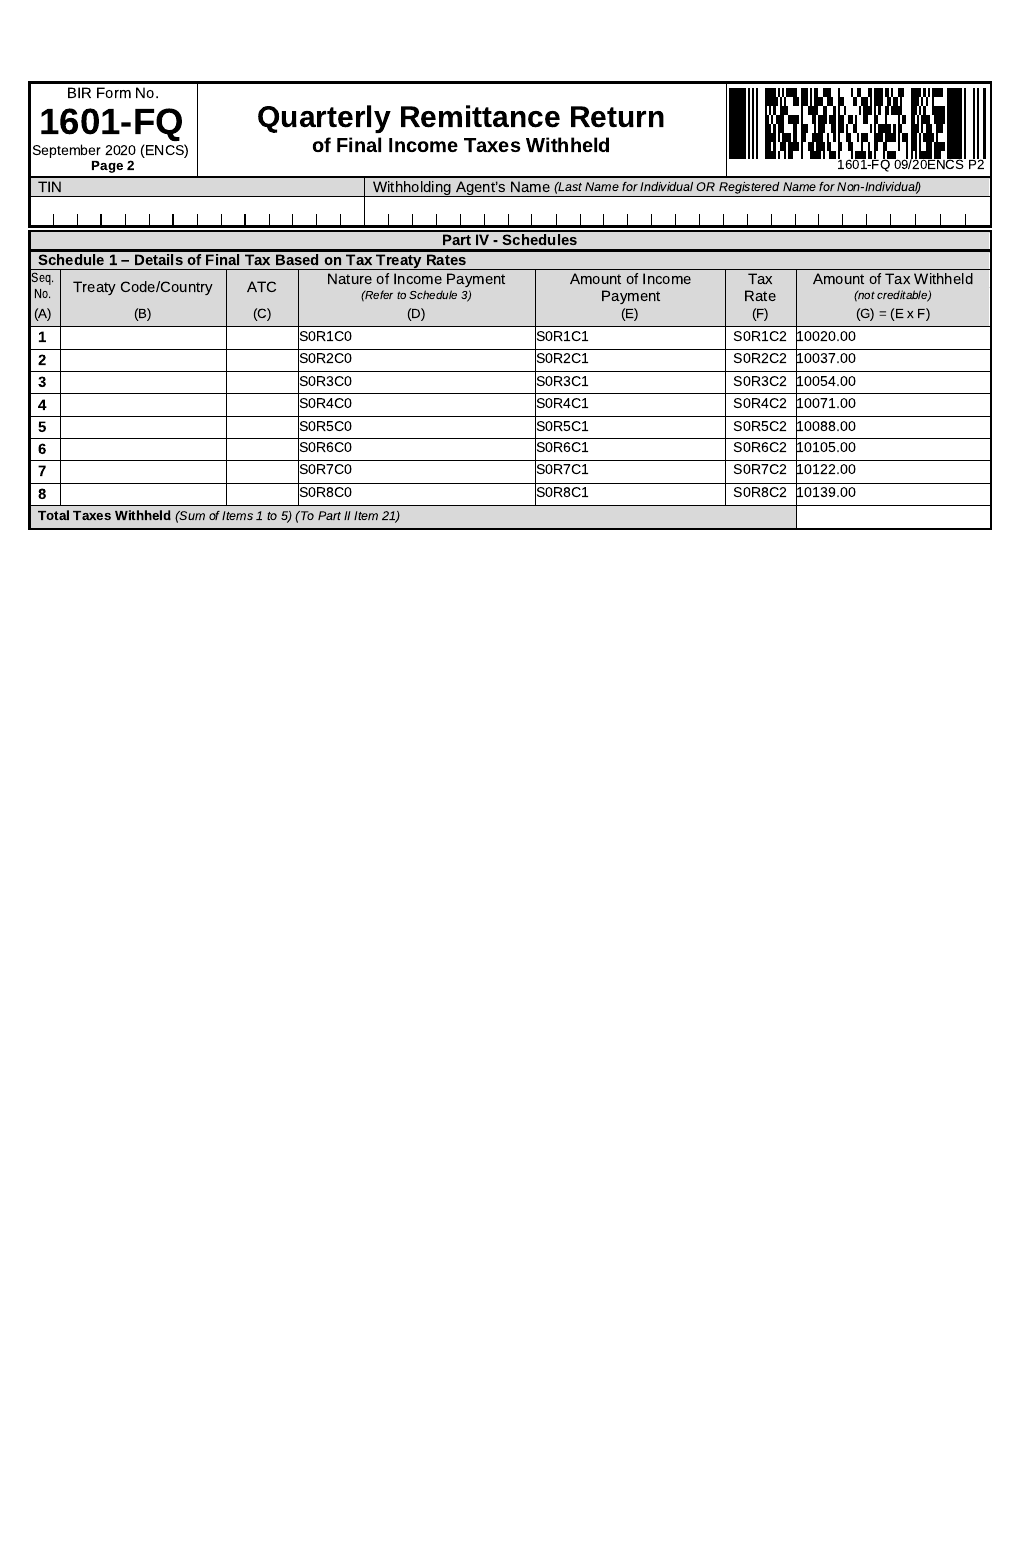 BIR Form No.
1601-FQ
September 2020 (ENCS)
Page 2
Quarterly Remittance Return
of Final Income Taxes Withheld
1601-FQ 09/20ENCS P2
TIN
Withholding Agent's Name (Last Name for Individual OR Registered Name for Non-Individual)
Part IV - Schedules
Schedule 1 – Details of Final Tax Based on Tax Treaty Rates
Seq. No. (A) Treaty Code/Country (B) ATC (C) Nature of Income Payment (Refer to Schedule 3) (D) Amount of Income Payment (E) Tax Rate (F) Amount of Tax Withheld (not creditable) (G) = (E x F)
1 S0R1C0 S0R1C1 S0R1C2 10020.00
2 S0R2C0 S0R2C1 S0R2C2 10037.00
3 S0R3C0 S0R3C1 S0R3C2 10054.00
4 S0R4C0 S0R4C1 S0R4C2 10071.00
5 S0R5C0 S0R5C1 S0R5C2 10088.00
6 S0R6C0 S0R6C1 S0R6C2 10105.00
7 S0R7C0 S0R7C1 S0R7C2 10122.00
8 S0R8C0 S0R8C1 S0R8C2 10139.00
Total Taxes Withheld (Sum of Items 1 to 5) (To Part II Item 21)